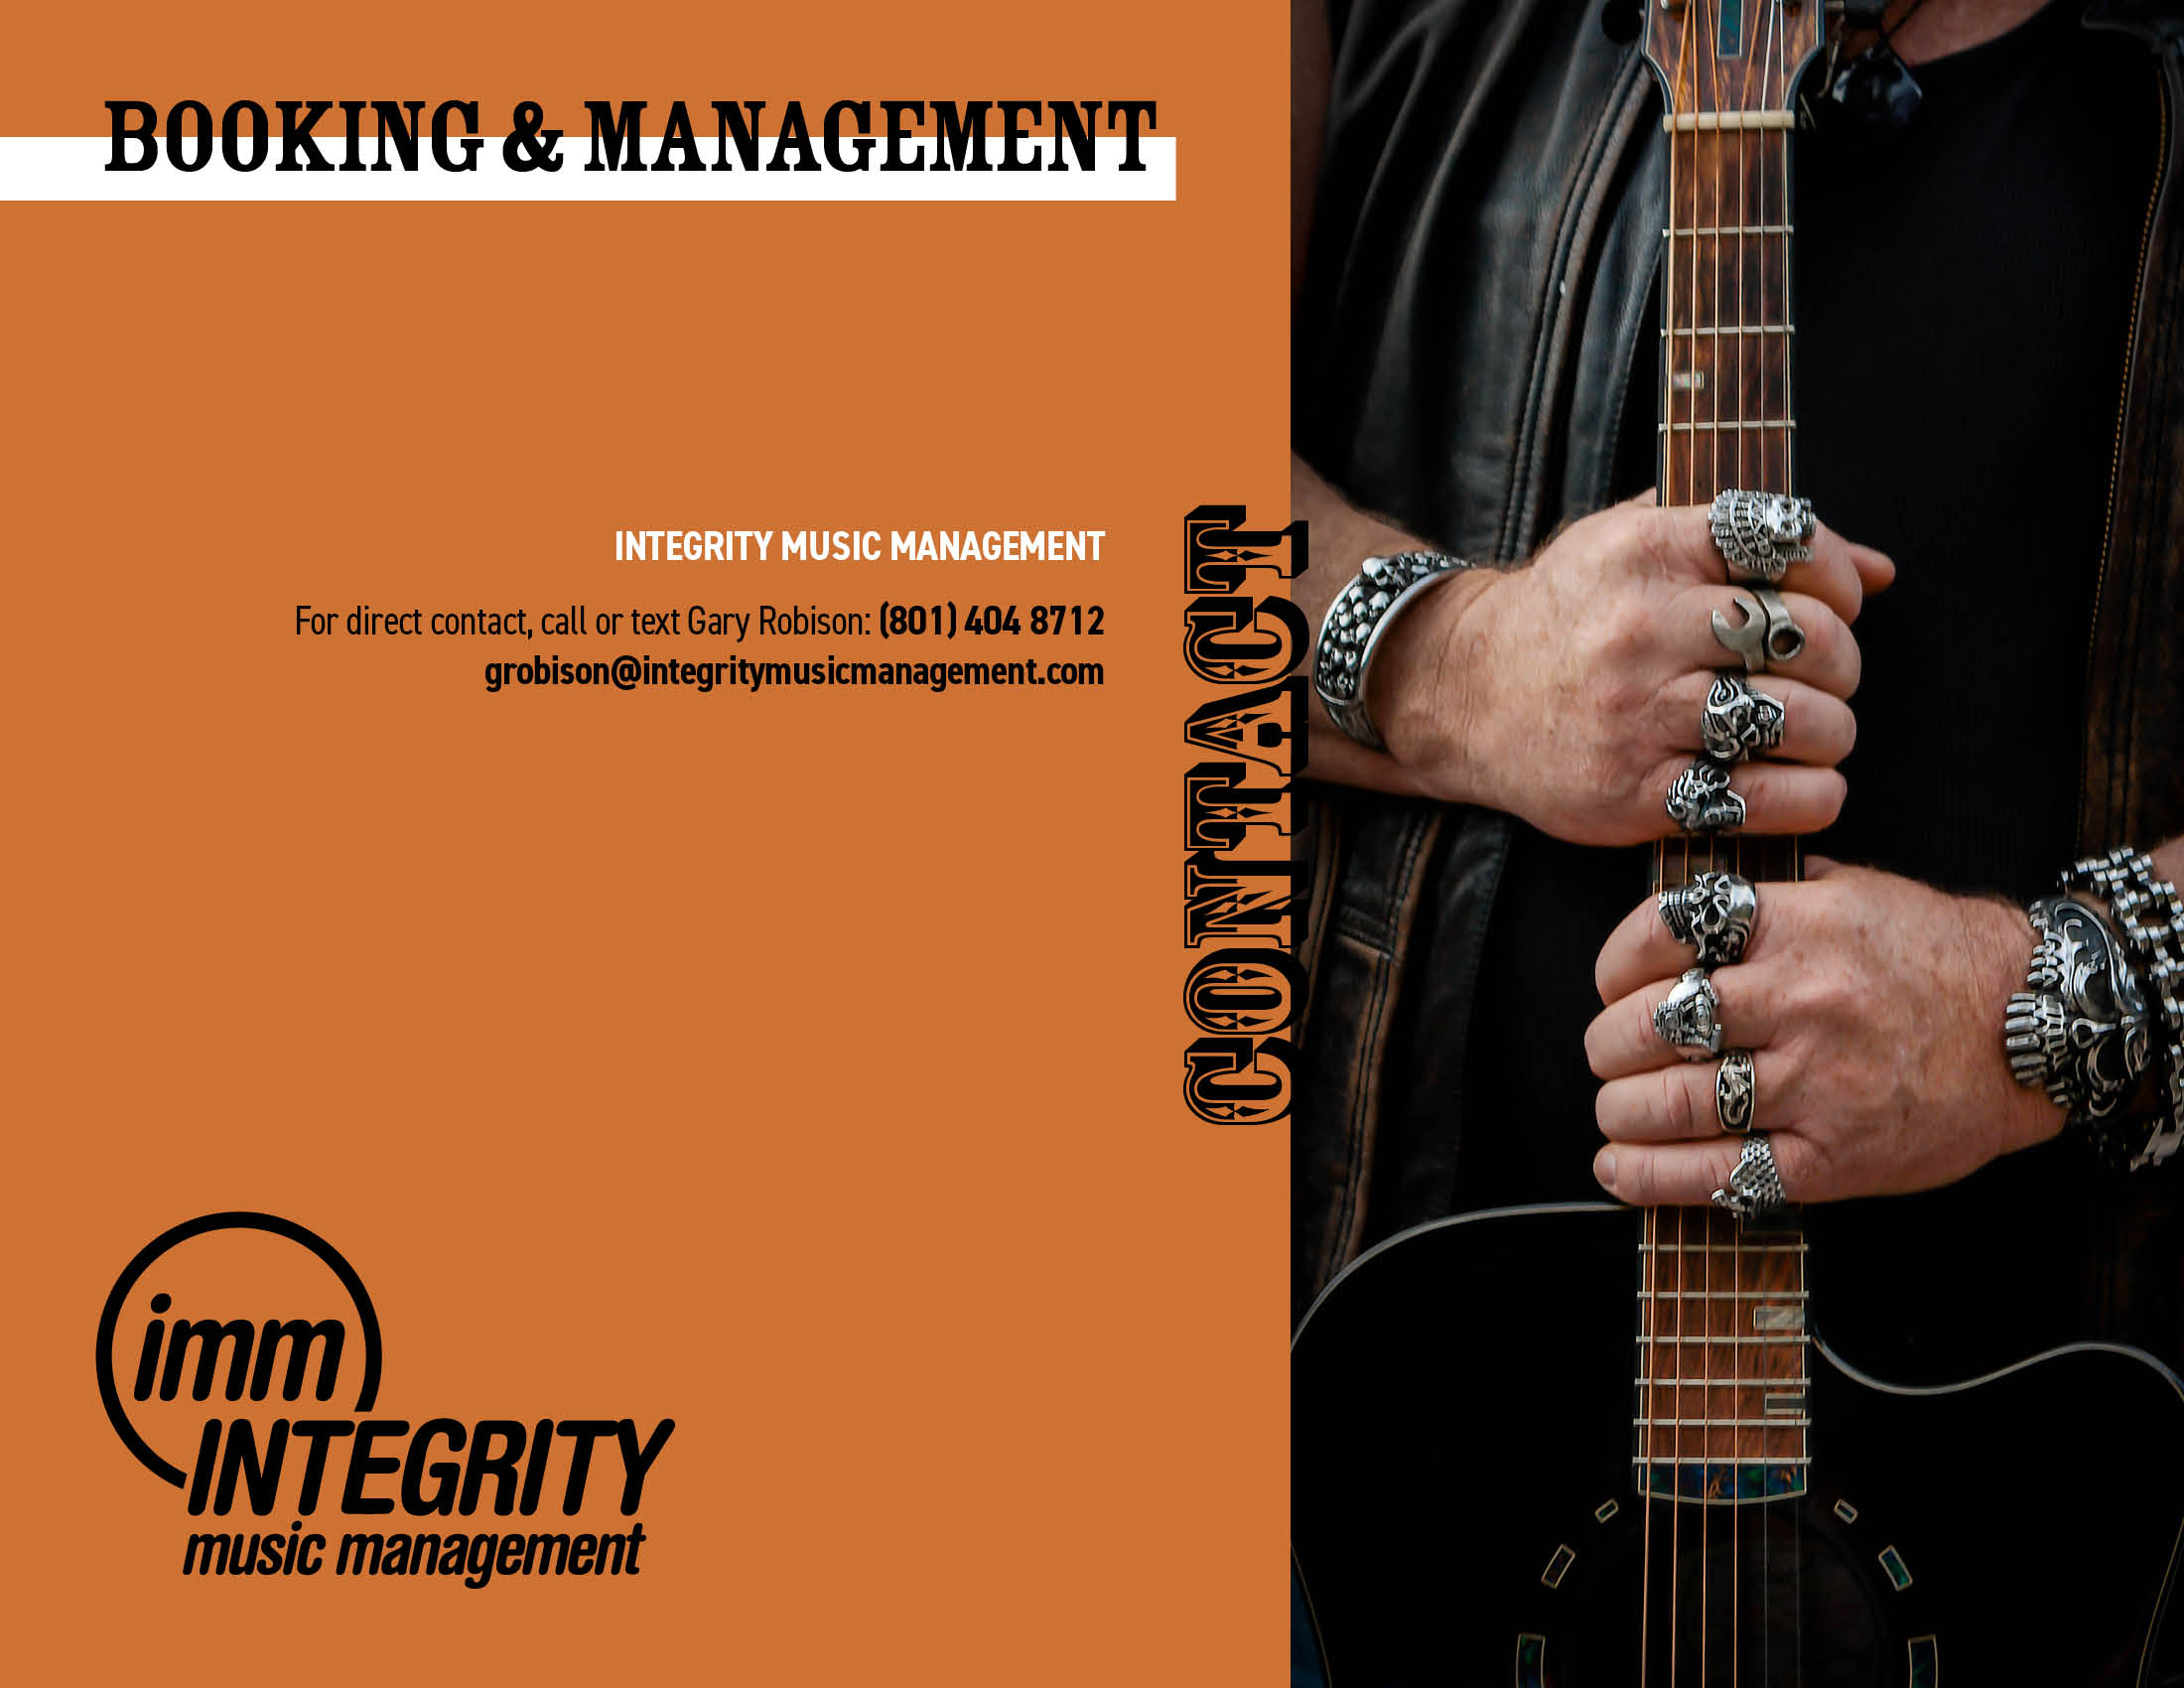 BOOKING & MANAGEMENT
INTEGRITY MUSIC MANAGEMENT
For direct contact, call or text Gary Robison: (801) 404 8712
grobison@integritymusicmanagement.com
CONTACT
imm
INTEGRITY
music management